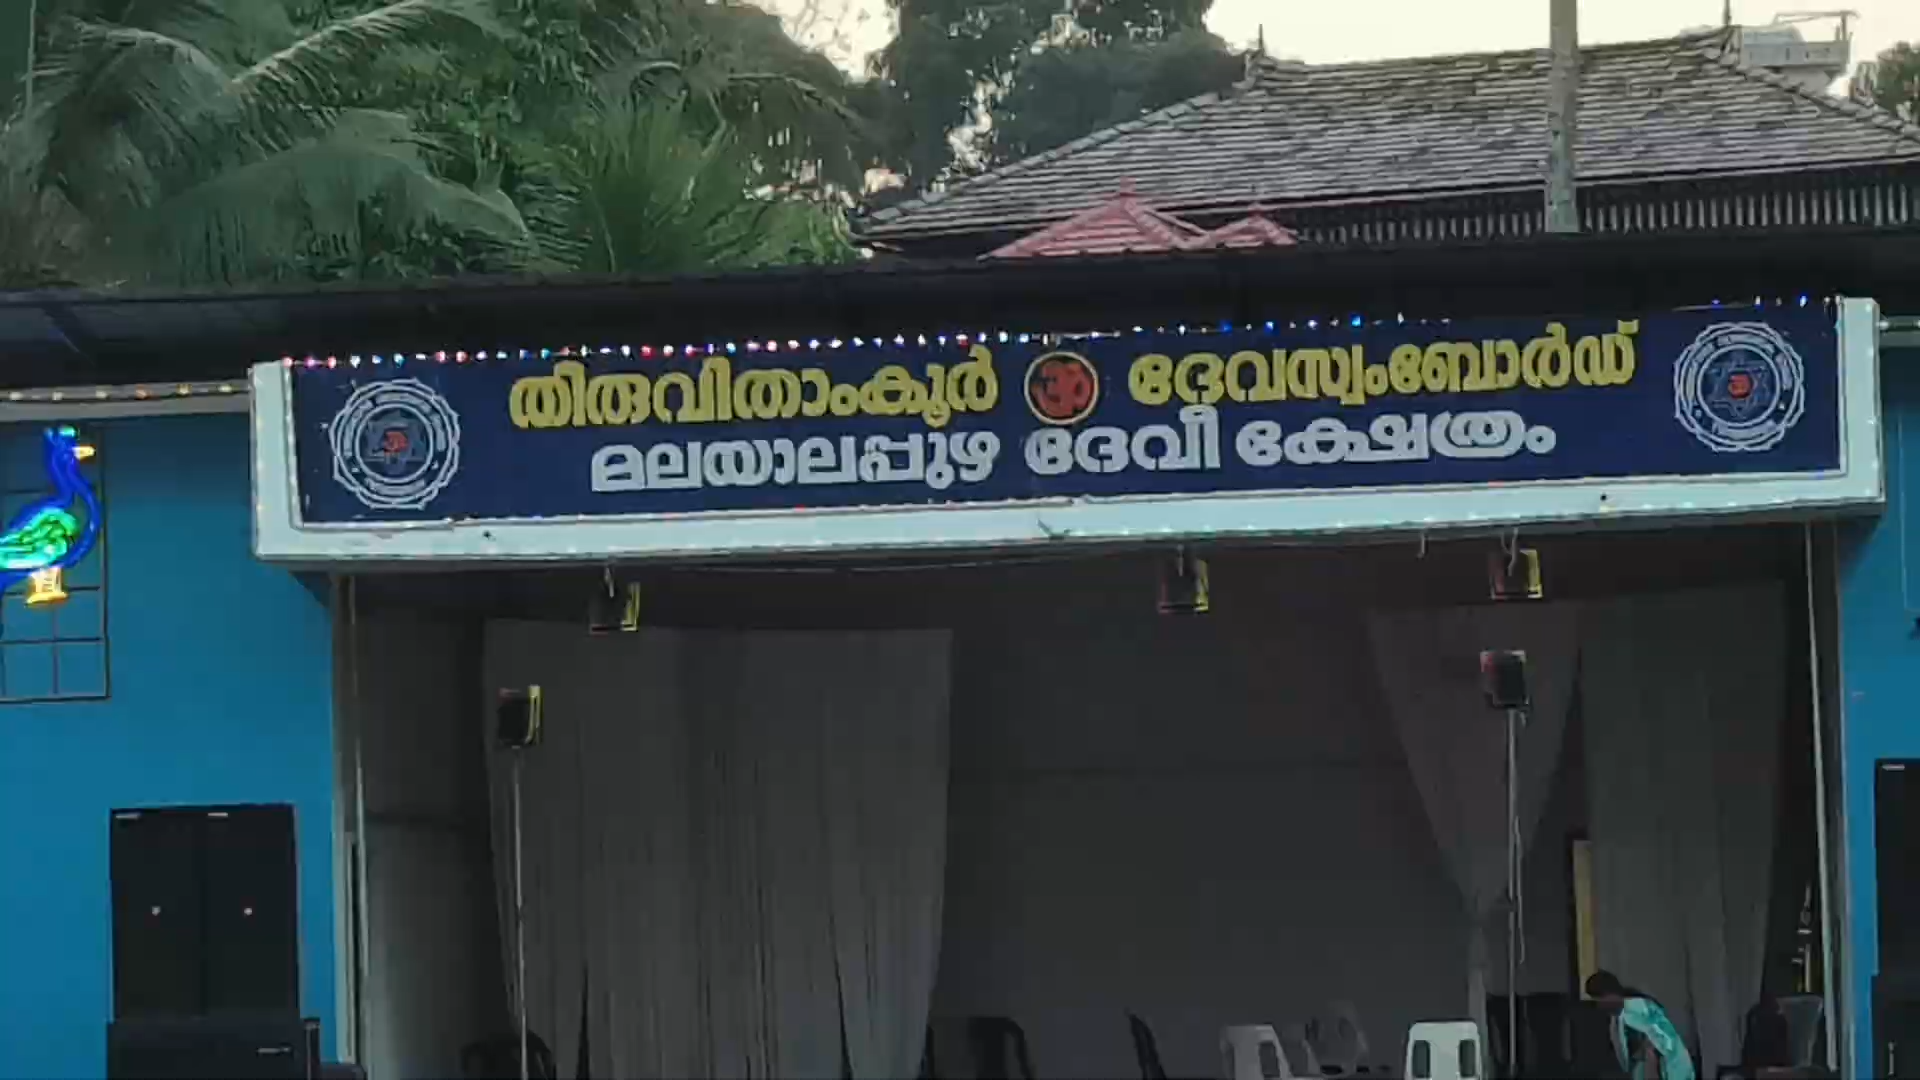 തിരുവിതാംകൂർ ദേവസ്വംബോർഡ്
മലയാലപ്പുഴ ദേവീ ക്ഷേത്രം